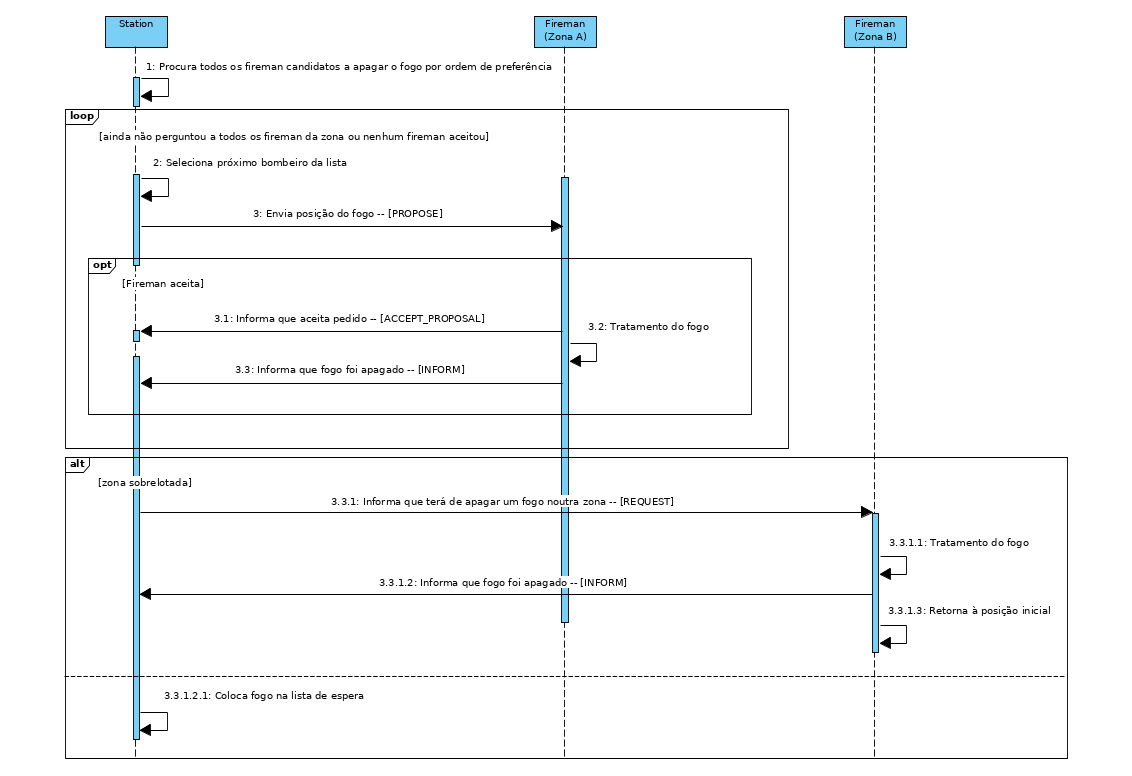 Station
Fireman
(Zona A)
Fireman
(Zona B)
1: Procura todos os fireman candidatos a apagar o fogo por ordem de preferência
loop
[ainda não perguntou a todos os fireman da zona ou nenhum fireman aceitou]
2: Seleciona próximo bombeiro da lista
3: Envia posição do fogo -- [PROPOSE]
opt
[Fireman aceita]
3.1: Informa que aceita pedido -- [ACCEPT_PROPOSAL]
3.2: Tratamento do fogo
3.3: Informa que fogo foi apagado -- [INFORM]
alt
[zona sobrelotada]
3.3.1: Informa que terá de apagar um fogo noutra zona -- [REQUEST]
3.3.1.1: Tratamento do fogo
3.3.1.2: Informa que fogo foi apagado -- [INFORM]
3.3.1.3: Retorna à posição inicial
3.3.1.2.1: Coloca fogo na lista de espera